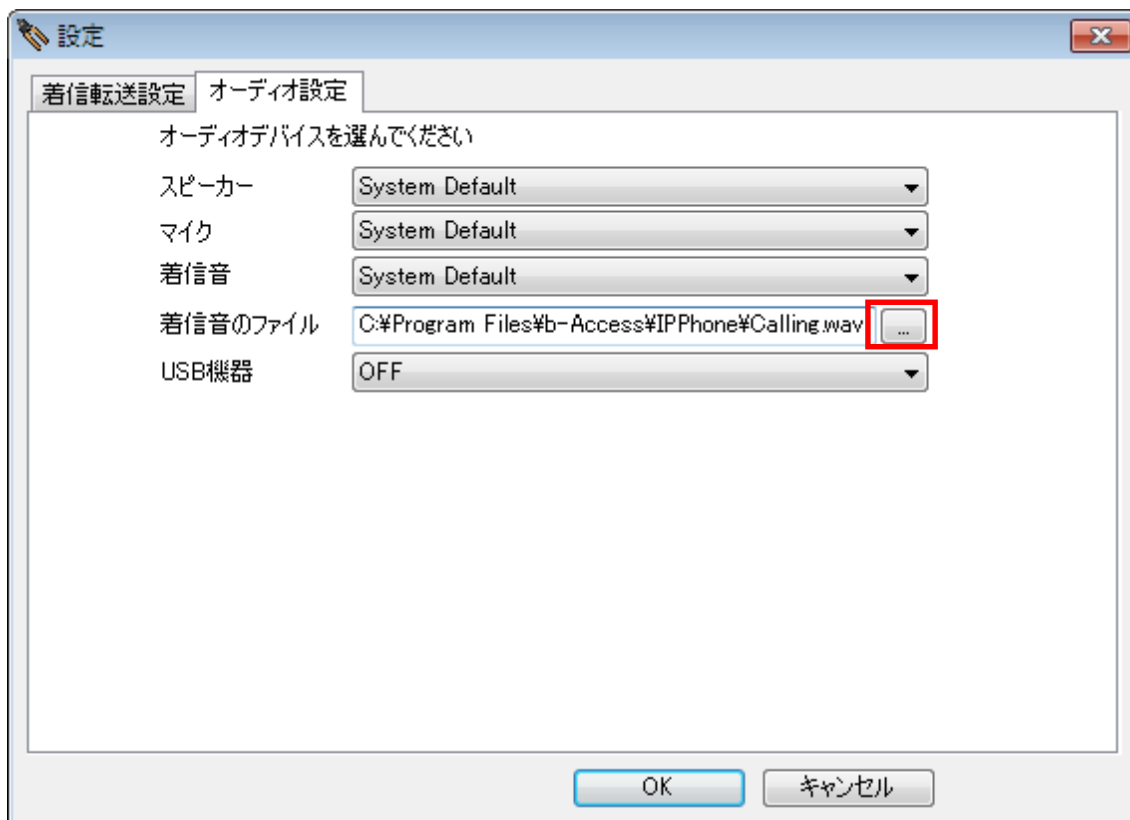 設定
着信転送設定 オーディオ設定
オーディオデバイスを選んでください
スピーカー System Default
マイク System Default
着信音 System Default
着信音のファイル C:¥Program Files¥b-Access¥IPPhone¥Calling.wav ...
USB機器 OFF
OK キャンセル